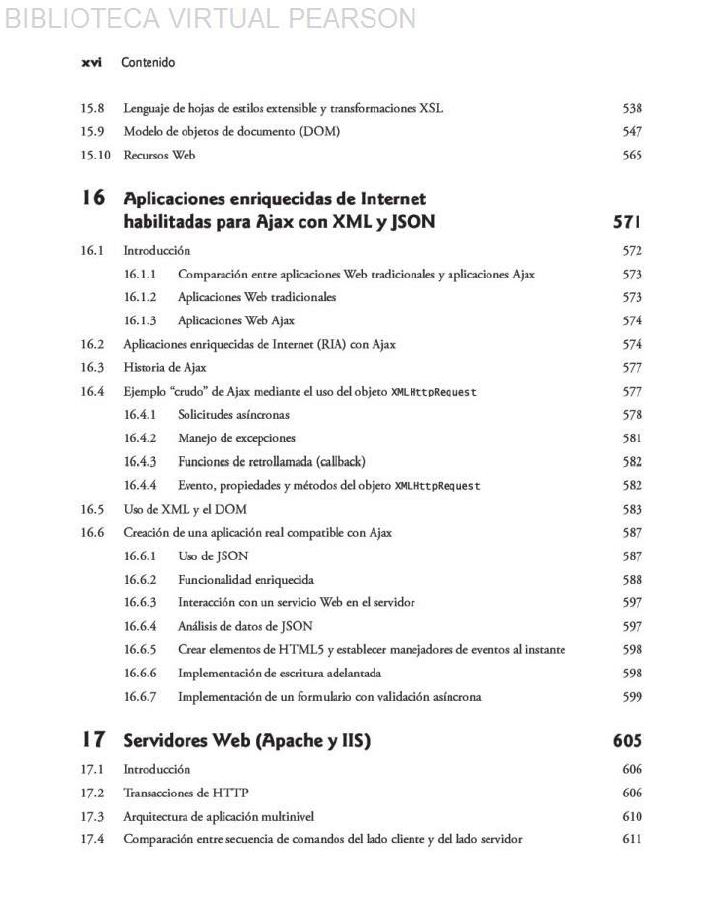 BIBLIOTECA VIRTUAL PEARSON
xvi Contenido
15.8 Lenguaje de hojas de estilos extensible y transformaciones XSL 538
15.9 Modelo de objetos de documento (DOM) 547
15.10 Recursos Web 565
16 Aplicaciones enriquecidas de Internet
habilitadas para Ajax con XML y JSON 571
16.1 Introducción 572
16.1.1 Comparación entre aplicaciones Web tradicionales y aplicaciones Ajax 573
16.1.2 Aplicaciones Web tradicionales 573
16.1.3 Aplicaciones Web Ajax 574
16.2 Aplicaciones enriquecidas de Internet (RIA) con Ajax 574
16.3 Historia de Ajax 577
16.4 Ejemplo “crudo” de Ajax mediante el uso del objeto XMLHttpRequest 577
16.4.1 Solicitudes asíncronas 578
16.4.2 Manejo de excepciones 581
16.4.3 Funciones de retrollamada (callback) 582
16.4.4 Evento, propiedades y métodos del objeto XMLHttpRequest 582
16.5 Uso de XML y el DOM 583
16.6 Creación de una aplicación real compatible con Ajax 587
16.6.1 Uso de JSON 587
16.6.2 Funcionalidad enriquecida 588
16.6.3 Interacción con un servicio Web en el servidor 597
16.6.4 Análisis de datos de JSON 597
16.6.5 Crear elementos de HTML5 y establecer manejadores de eventos al instante 598
16.6.6 Implementación de escritura adelantada 598
16.6.7 Implementación de un formulario con validación asíncrona 599
17 Servidores Web (Apache y IIS) 605
17.1 Introducción 606
17.2 Transacciones de HTTP 606
17.3 Arquitectura de aplicación multinivel 610
17.4 Comparación entre secuencia de comandos del lado cliente y del lado servidor 611